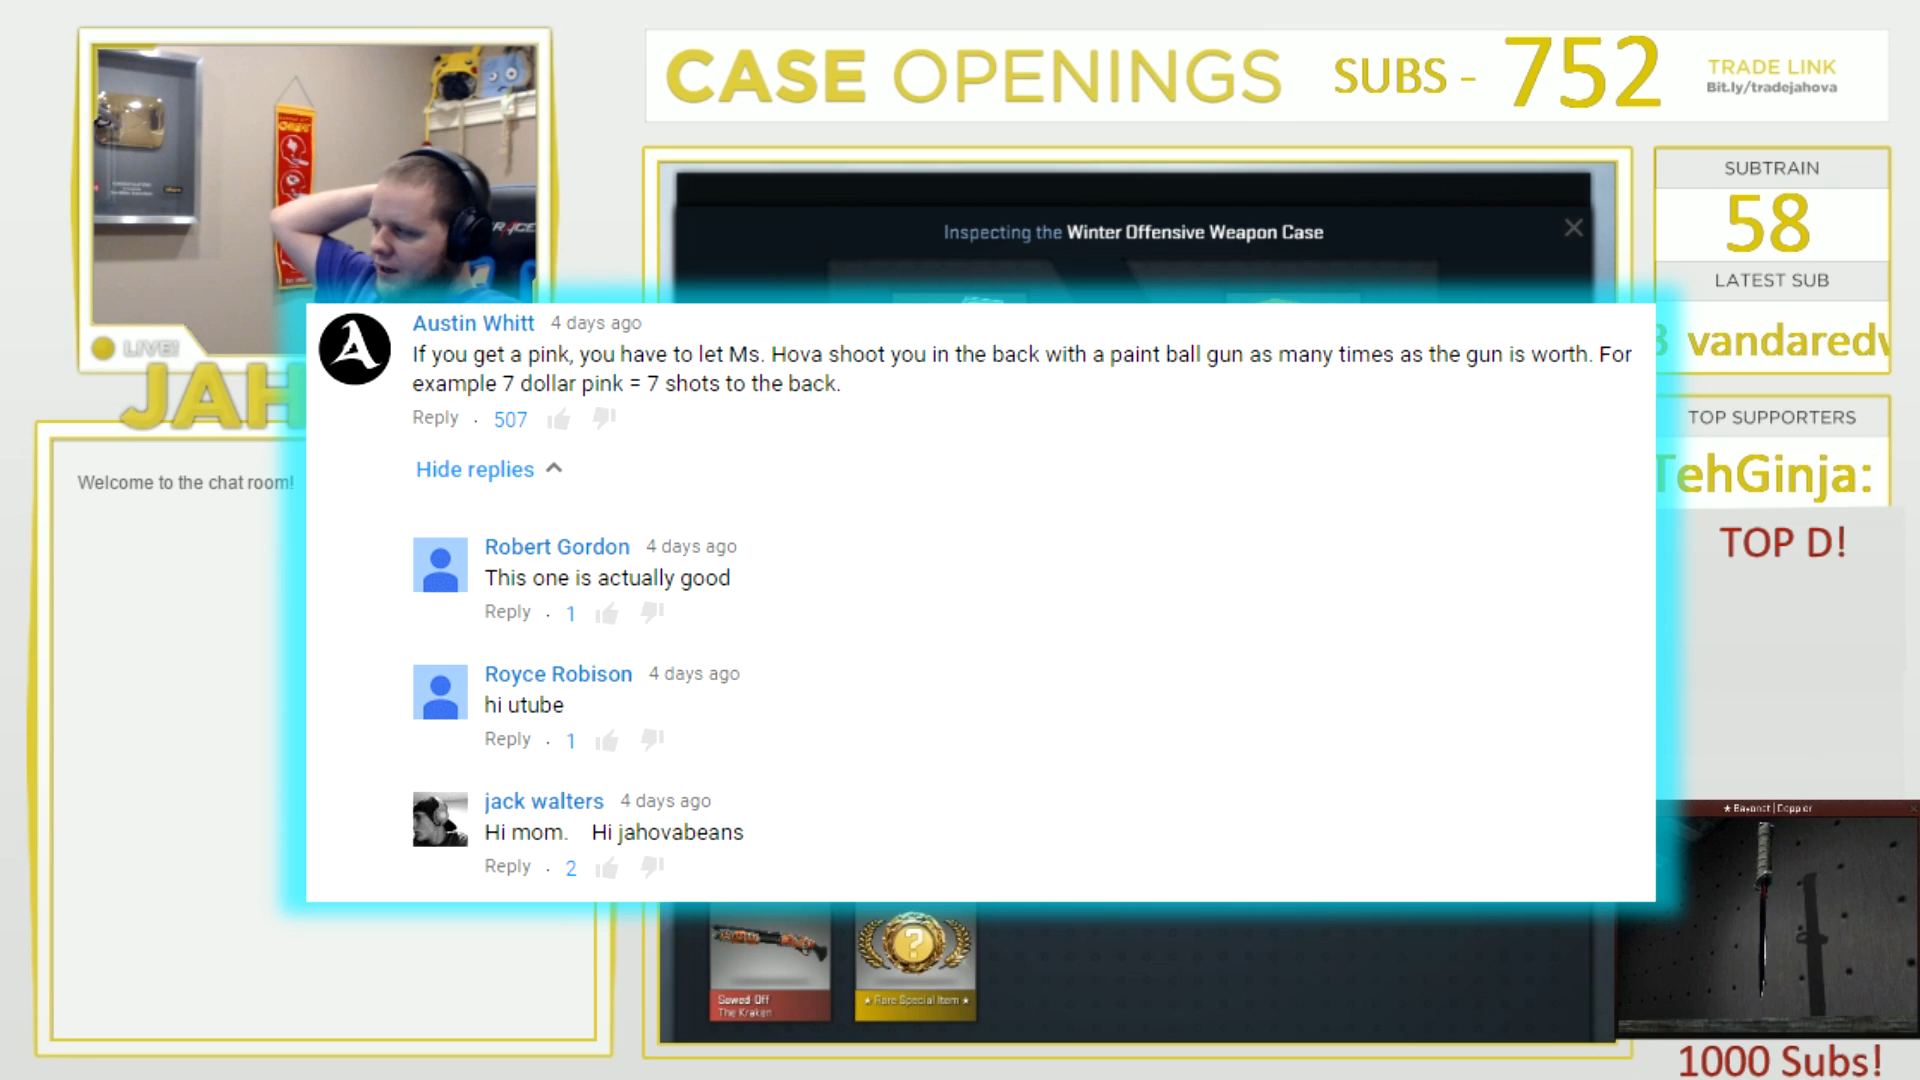 CASE OPENINGS
SUBS - 752
TRADE LINK
Bit.ly/tradejahova
SUBTRAIN
58
LATEST SUB
vandared
TOP SUPPORTERS
TehGinja:
TOP D!
Inspecting the Winter Offensive Weapon Case
LIVE!
JAH
Welcome to the chat room!
Austin Whitt 4 days ago
If you get a pink, you have to let Ms. Hova shoot you in the back with a paint ball gun as many times as the gun is worth. For
example 7 dollar pink = 7 shots to the back.
Reply . 507
Hide replies
Robert Gordon 4 days ago
This one is actually good
Reply . 1
Royce Robison 4 days ago
hi utube
Reply . 1
jack walters 4 days ago
Hi mom. Hi jahovabeans
Reply . 2
Sawed-Off
The Kraken
★ Rare Special Item ★
★ Bayonet | Doppler
1000 Subs!